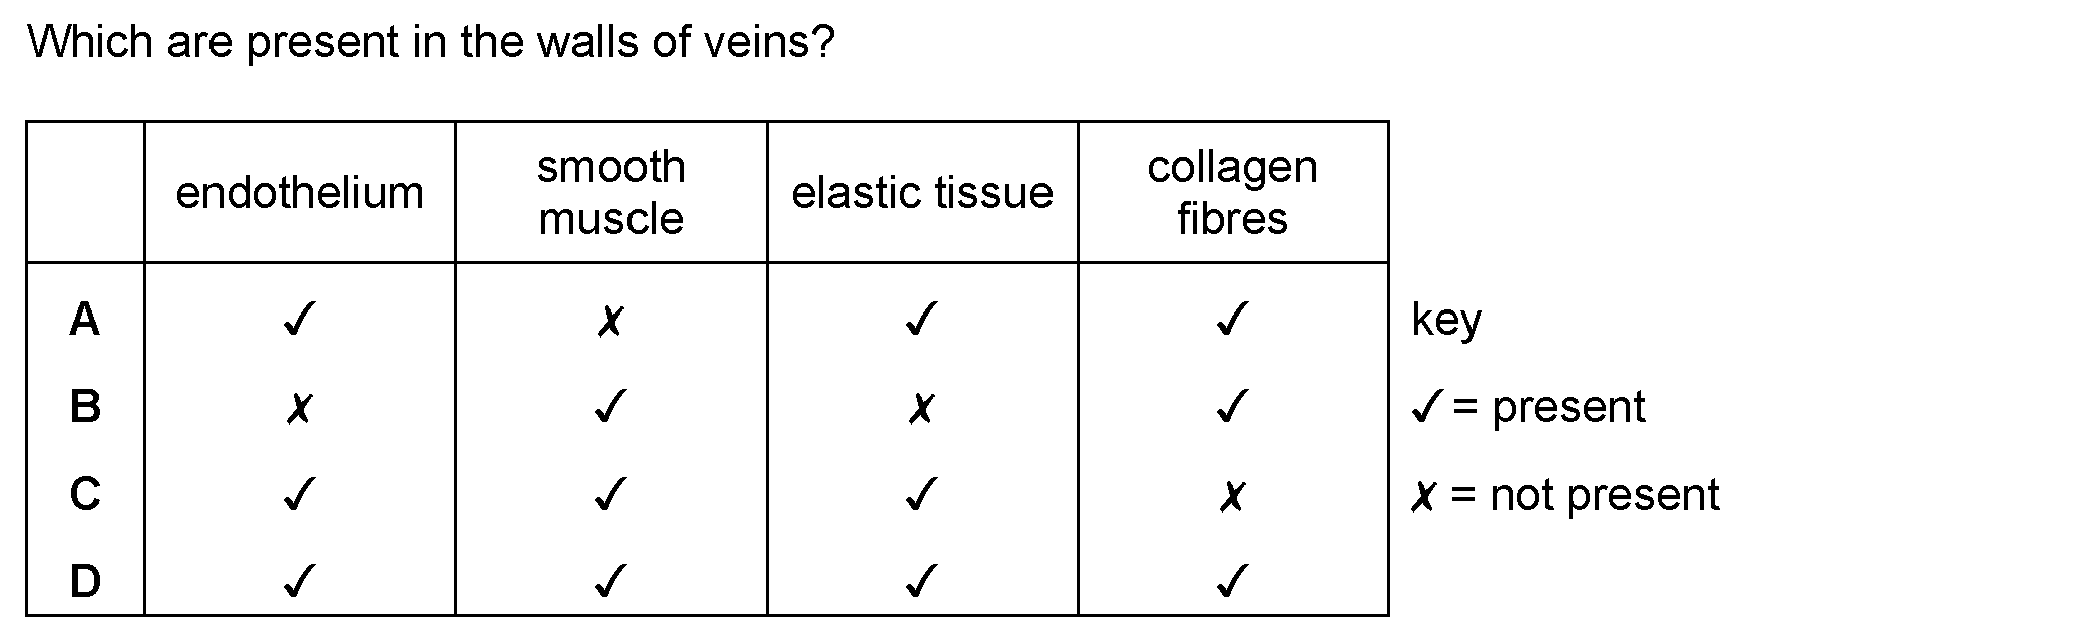 Which are present in the walls of veins?
endothelium smooth muscle elastic tissue collagen fibres
A ✓ ✗ ✓ ✓ key
B ✗ ✓ ✗ ✓ ✓ = present
C ✓ ✓ ✓ ✗ ✗ = not present
D ✓ ✓ ✓ ✓